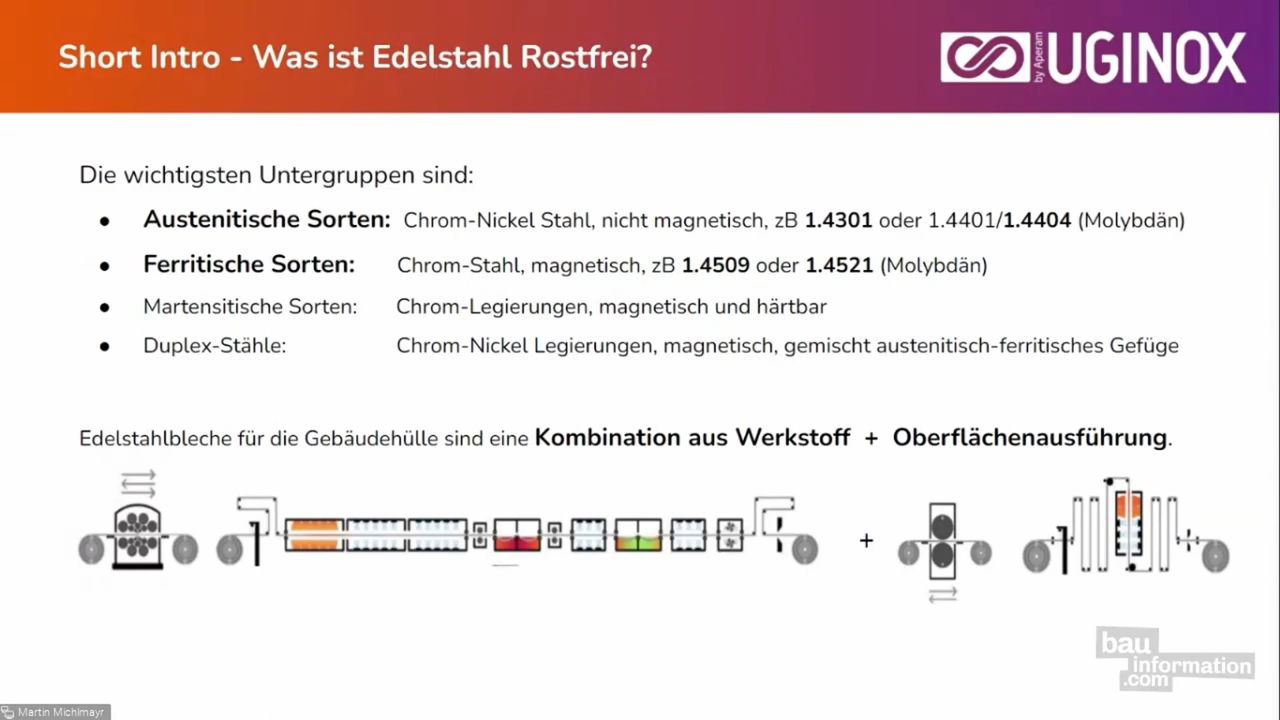 Short Intro - Was ist Edelstahl Rostfrei?
by Aperam
UGINOX
Die wichtigsten Untergruppen sind:
● Austenitische Sorten: Chrom-Nickel Stahl, nicht magnetisch, zB 1.4301 oder 1.4401/1.4404 (Molybdän)
● Ferritische Sorten: Chrom-Stahl, magnetisch, zB 1.4509 oder 1.4521 (Molybdän)
● Martensitische Sorten: Chrom-Legierungen, magnetisch und härtbar
● Duplex-Stähle: Chrom-Nickel Legierungen, magnetisch, gemischt austenitisch-ferritisches Gefüge
Edelstahlbleche für die Gebäudehülle sind eine Kombination aus Werkstoff + Oberflächenausführung.
+
bau
information
.com
Martin Michlmayr